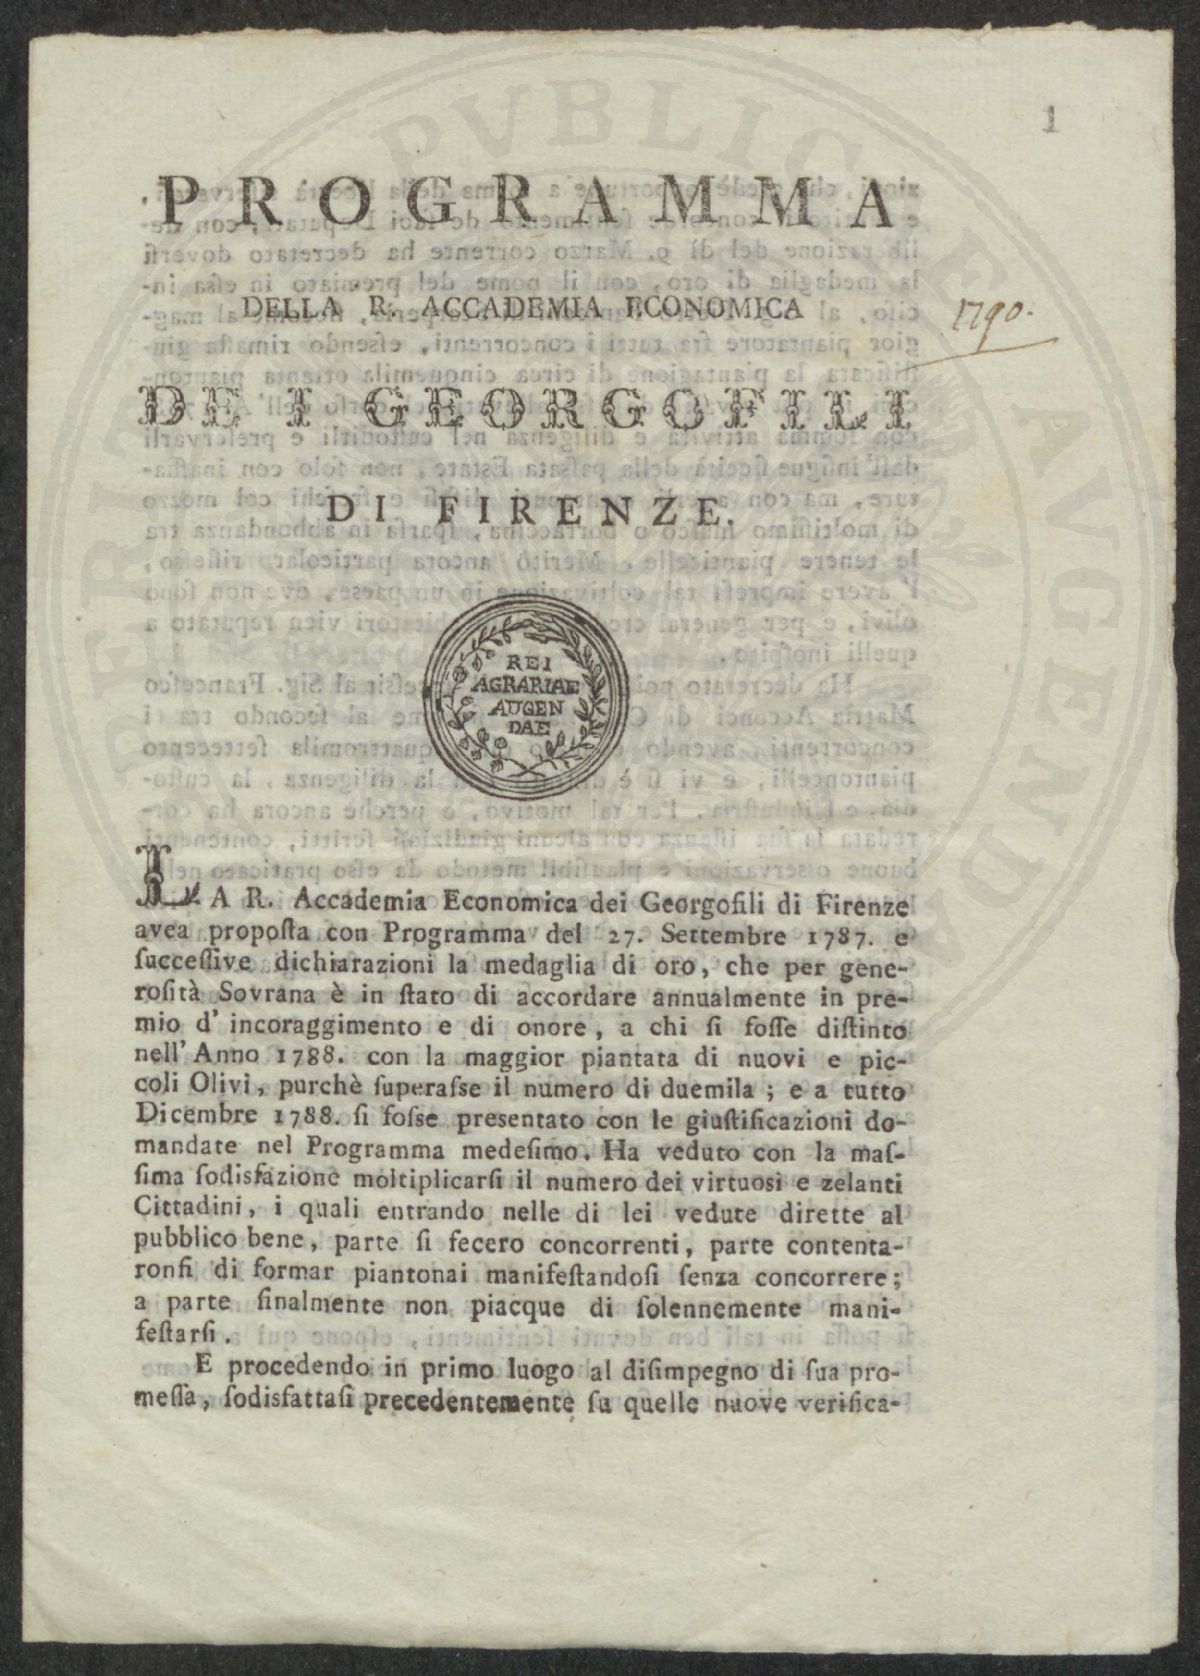 1
PROGRAMMA
DELLA R. ACCADEMIA ECONOMICA
1790.
DE I GEORGOFILI
DI FIRENZE.
REI
AGRARIAE
AUGEN
DAE
LA R. Accademia Economica dei Georgofili di Firenze
avea proposta con Programma del 27. Settembre 1787. e
ſucceſſive dichiarazioni la medaglia di oro, che per gene-
roſità Sovrana è in ſtato di accordare annualmente in pre-
mio d' incoraggimento e di onore, a chi ſi foſſe diſtinto
nell' Anno 1788. con la maggior piantata di nuovi e pic-
coli Olivi, purchè ſuperaſse il numero di duemila; e a tutto
Dicembre 1788. ſi foſse presentato con le giuſtificazioni do-
mandate nel Programma medeſimo. Ha veduto con la maſ-
ſima ſodisfazione moltiplicarſi il numero dei virtuosi e zelanti
Cittadini, i quali entrando nelle di lei vedute dirette al
pubblico bene, parte ſi fecero concorrenti, parte contenta-
ronſi di formar piantonai manifeſtandoſi ſenza concorrere;
a parte finalmente non piacque di ſolennemente mani-
feſtarſi.
E procedendo in primo luogo al diſimpegno di ſua pro-
meſſa, ſodisfattaſi precedentemente ſu quelle nuove verifica-